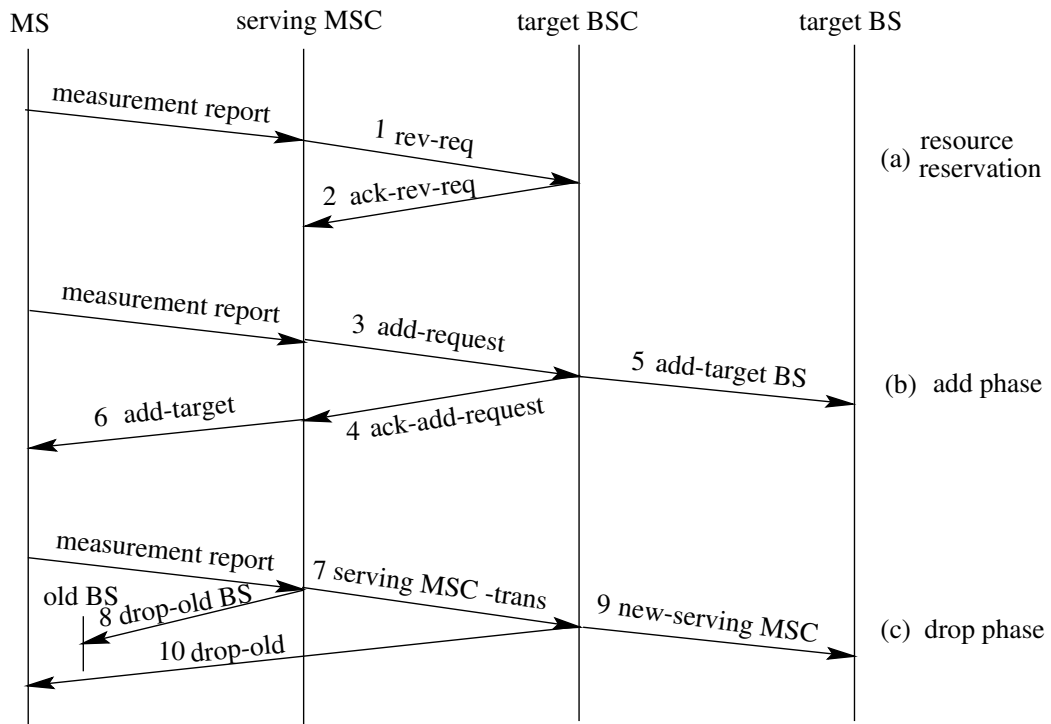 MS
serving MSC
target BSC
target BS
measurement report
1 rev-req
2 ack-rev-req
(a) resource
reservation
measurement report
3 add-request
5 add-target BS
6 add-target
4 ack-add-request
(b) add phase
measurement report
7 serving MSC -trans
old BS
8 drop-old BS
9 new-serving MSC
10 drop-old
(c) drop phase